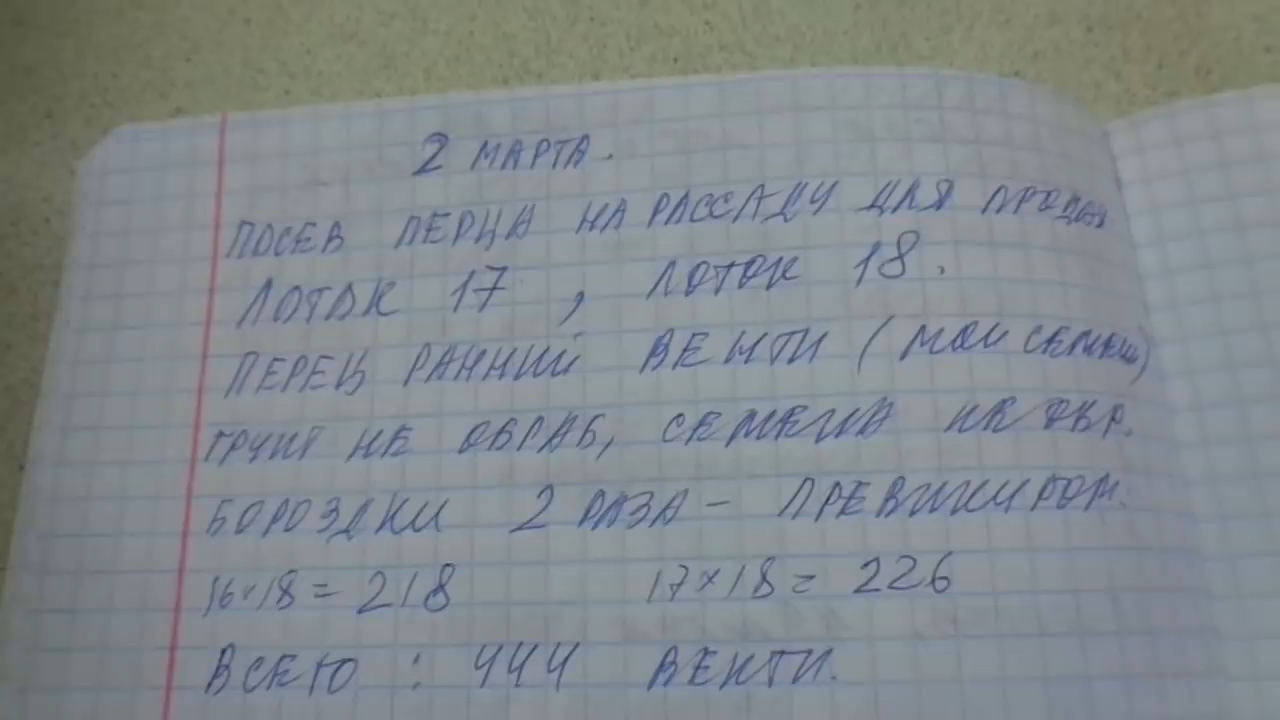 2 МАРТА.
ПОСЕВ ПЕРЦА НА РАССАДУ ДЛЯ ПРОДАЖ
ЛОТОК 17, ЛОТОК 18.
ПЕРЕЦ РАННИЙ ВЕНТИ (МОИ СЕМЕНА)
ГРУНТ НЕ ОБРАБ, СЕМЕНА НЕ ОБР.
БОРОЗДКИ 2 РАЗА - ПРЕВИКУРОМ.
16×18 = 218 17×18 = 226
ВСЕГО : 444 ВЕНТИ.